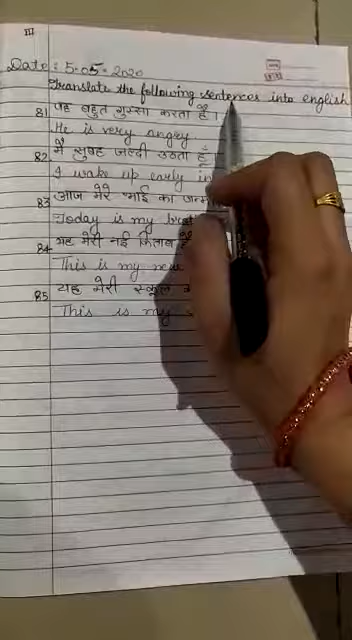 III
Date : 5-05-2020
Translate the following sentences into english
81 यह बहुत गुस्सा करता है।
He is very angry
82 मैं सुबह जल्दी उठता हूँ
I wake up early in
83 आज मेरे भाई का
Today is my
84 यह मेरी नई किताब है
This is my new
85 यह मेरी स्कूल
This is my